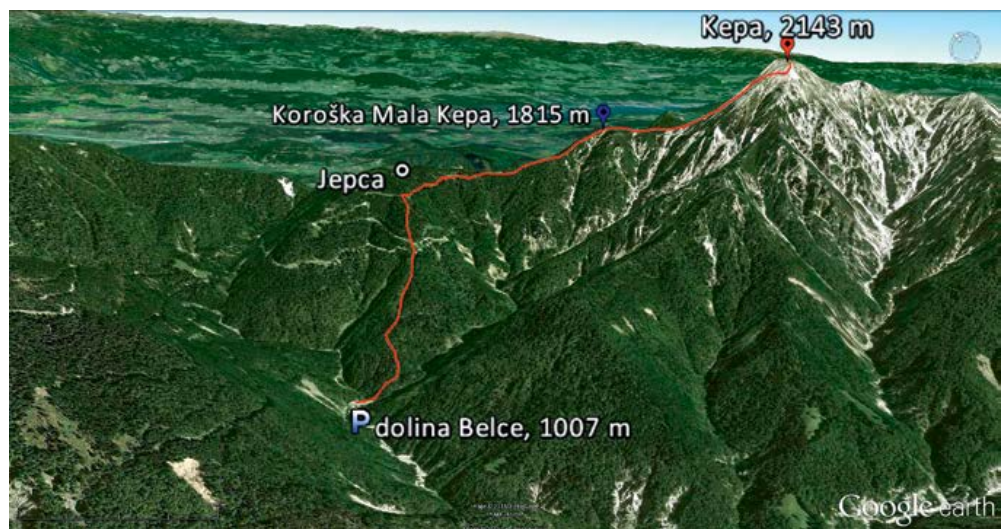 Kepa, 2143 m
Koroška Mala Kepa, 1815 m
Jepca
P dolina Belce, 1007 m
Google earth